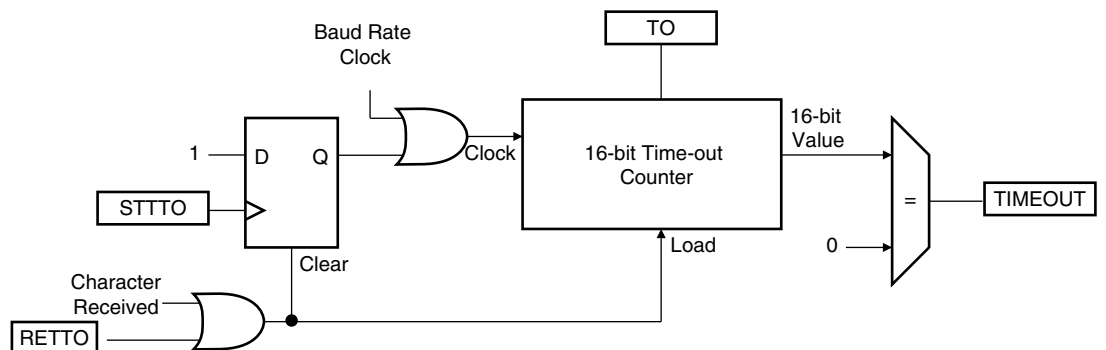 TO
Baud Rate
Clock
16-bit
Value
1
D
Q
Clock
16-bit Time-out
Counter
STTTO
=
TIMEOUT
Clear
Load
0
Character
Received
RETTO